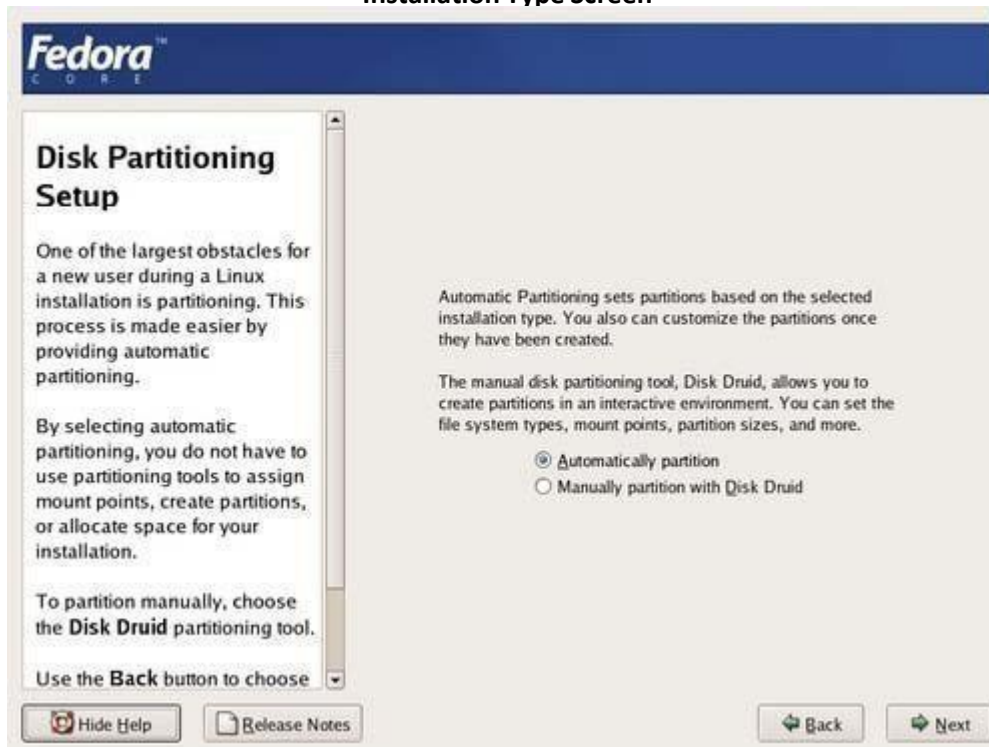 Installation Type Screen
Fedora™
CORE
Disk Partitioning
Setup
One of the largest obstacles for
a new user during a Linux
installation is partitioning. This
process is made easier by
providing automatic
partitioning.
By selecting automatic
partitioning, you do not have to
use partitioning tools to assign
mount points, create partitions,
or allocate space for your
installation.
To partition manually, choose
the Disk Druid partitioning tool.
Use the Back button to choose
Automatic Partitioning sets partitions based on the selected
installation type. You also can customize the partitions once
they have been created.
The manual disk partitioning tool, Disk Druid, allows you to
create partitions in an interactive environment. You can set the
file system types, mount points, partition sizes, and more.
Automatically partition
Manually partition with Disk Druid
Hide Help
Release Notes
Back
Next